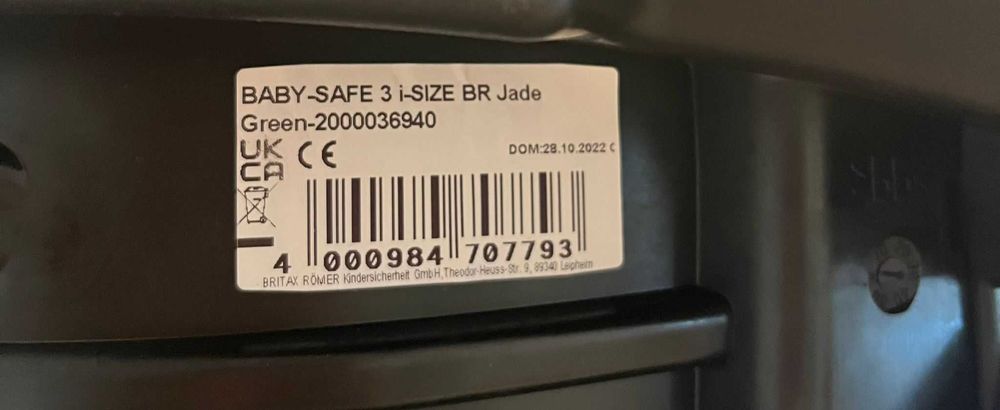 BABY-SAFE 3 i-SIZE BR Jade
Green-2000036940
UK
CA
CE
DOM:28.10.2022
4 000984 707793
BRITAX RÖMER Kindersicherheit GmbH, Theodor-Heuss-Str. 9, 89340 Leipheim